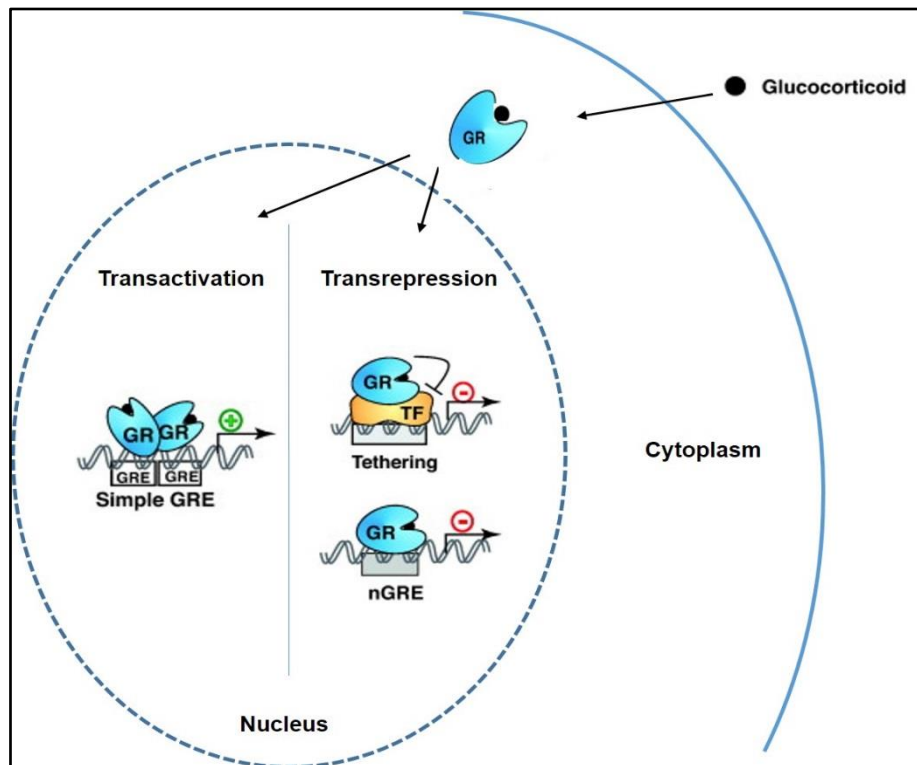 Glucocorticoid
GR
Transactivation
Transrepression
GR
TF
Tethering
GR GR
GRE GRE
Simple GRE
Cytoplasm
GR
nGRE
Nucleus